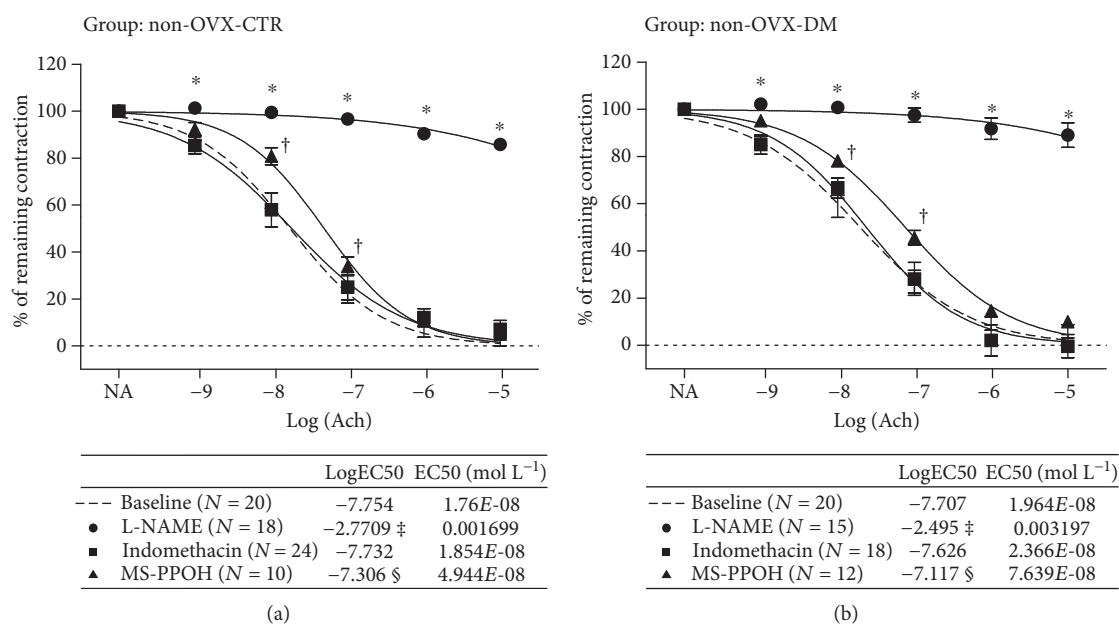 Group: non-OVX-CTR
120
100
80
60
40
20
0
% of remaining contraction
*
*
*
*
*
†
†
NA
−9
−8
−7
−6
−5
Log (Ach)
LogEC50 EC50 (mol L−1)
Baseline (N = 20) −7.754 1.76E-08
L-NAME (N = 18) −2.7709 ‡ 0.001699
Indomethacin (N = 24) −7.732 1.854E-08
MS-PPOH (N = 10) −7.306 § 4.944E-08
(a)
Group: non-OVX-DM
120
100
80
60
40
20
0
% of remaining contraction
*
*
*
*
*
†
†
NA
−9
−8
−7
−6
−5
Log (Ach)
LogEC50 EC50 (mol L−1)
Baseline (N = 20) −7.707 1.964E-08
L-NAME (N = 15) −2.495 ‡ 0.003197
Indomethacin (N = 18) −7.626 2.366E-08
MS-PPOH (N = 12) −7.117 § 7.639E-08
(b)